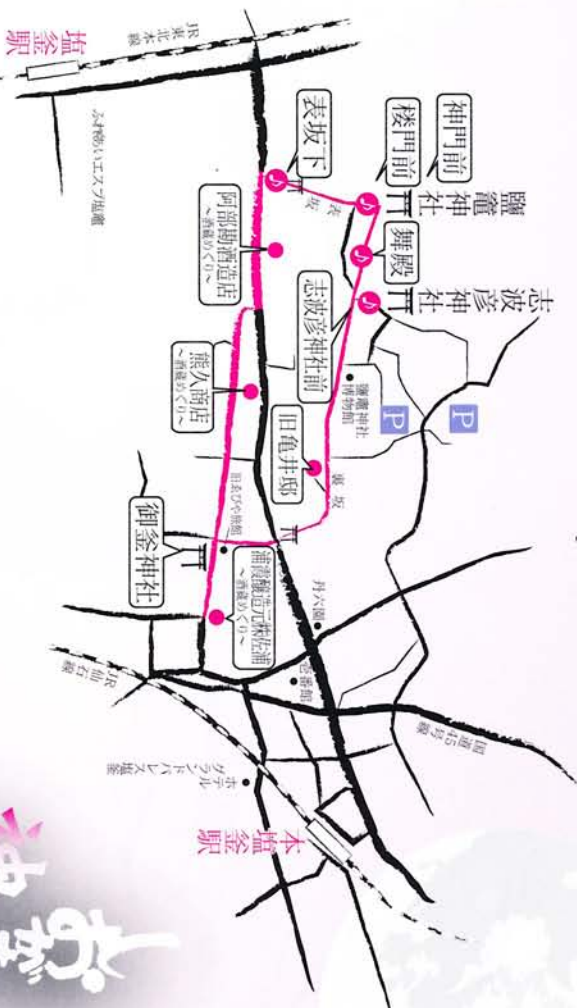 塩釜駅
JR
東北本線
ふれあいエスプ塩竈
表坂下
表坂
楼門前
神門前
鹽竈神社
舞殿
志波彦神社
志波彦神社前
阿部勘酒造店
～酒蔵めぐり～
鹽竈神社
博物館
P
P
熊久商店
～酒蔵めぐり～
旧亀井邸
裏坂
旧ゑびや旅館
御釜神社
浦霞醸造元㈱佐浦
～酒蔵めぐり～
丹六園
壱番館
JR
仙石線
国道45号線
ホテル
グランドパレス塩釜
本塩釜駅